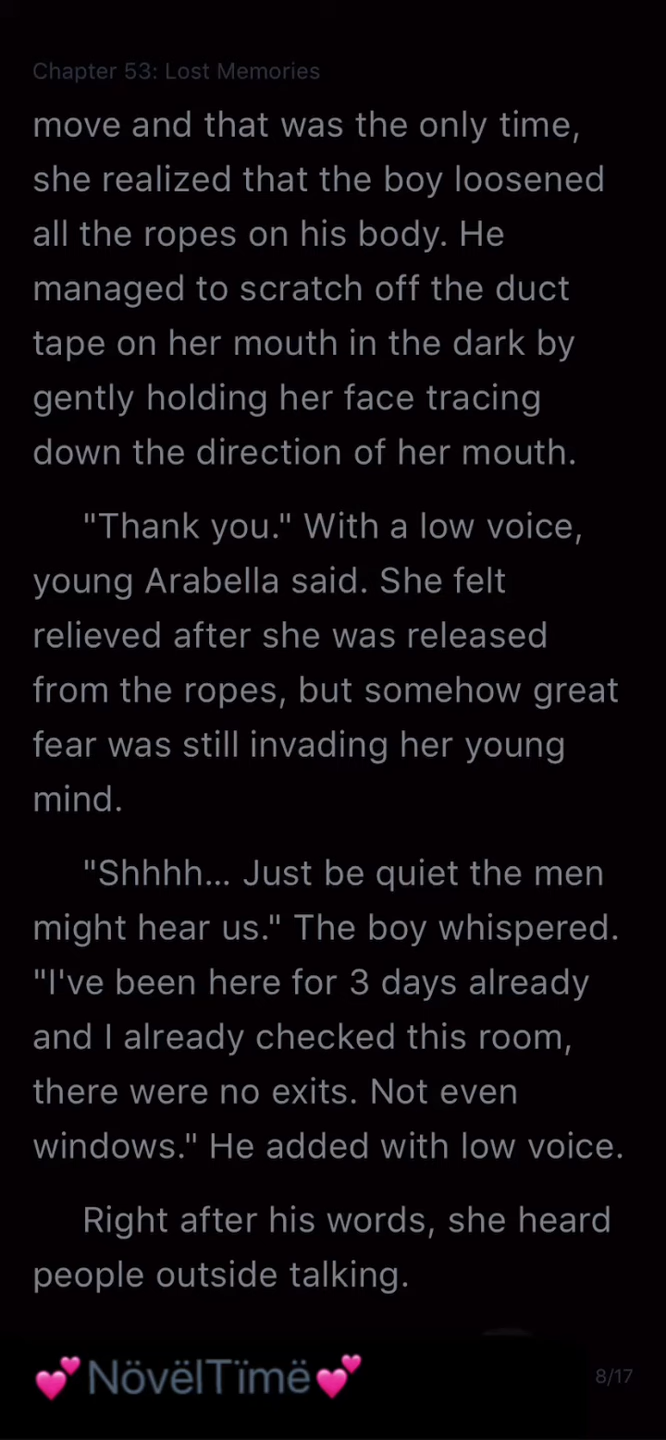 Chapter 53: Lost Memories
move and that was the only time,
she realized that the boy loosened
all the ropes on his body. He
managed to scratch off the duct
tape on her mouth in the dark by
gently holding her face tracing
down the direction of her mouth.
"Thank you." With a low voice,
young Arabella said. She felt
relieved after she was released
from the ropes, but somehow great
fear was still invading her young
mind.
"Shhhh... Just be quiet the men
might hear us." The boy whispered.
"I've been here for 3 days already
and I already checked this room,
there were no exits. Not even
windows." He added with low voice.
Right after his words, she heard
people outside talking.
💕NövëlTïmë💕
8/17